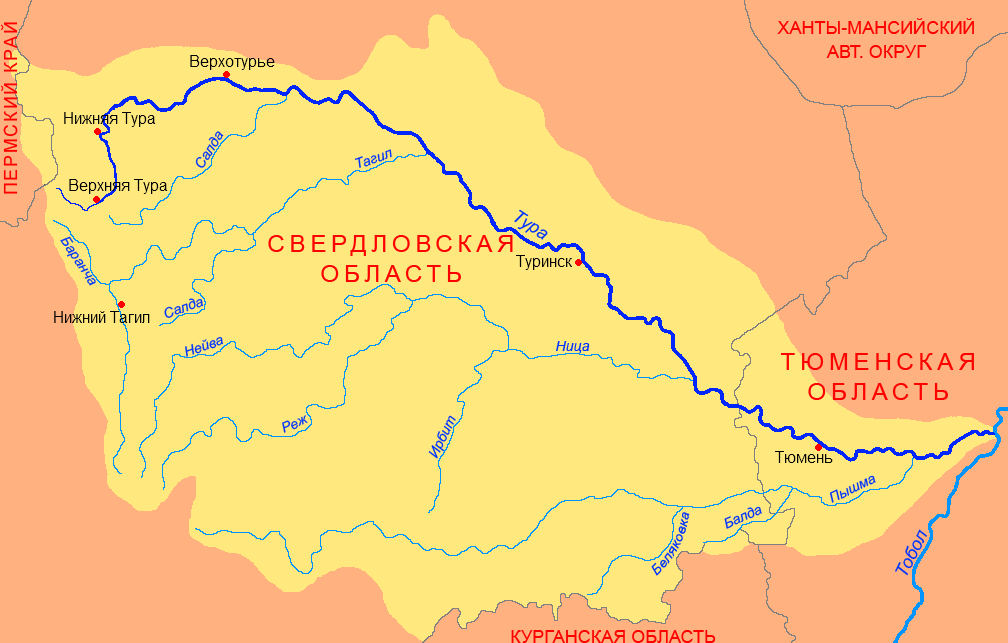 ХАНТЫ-МАНСИЙСКИЙ
АВТ. ОКРУГ
ПЕРМСКИЙ КРАЙ
Верхотурье
Нижняя Тура
Салда
Тагил
Верхняя Тура
Тура
Баранча
СВЕРДЛОВСКАЯ
ОБЛАСТЬ
Туринск
Салда
Нижний Тагил
Нейва
Ница
ТЮМЕНСКАЯ
ОБЛАСТЬ
Реж
Ирбит
Тюмень
Пышма
Балда
Беляковка
Тобол
КУРГАНСКАЯ ОБЛАСТЬ